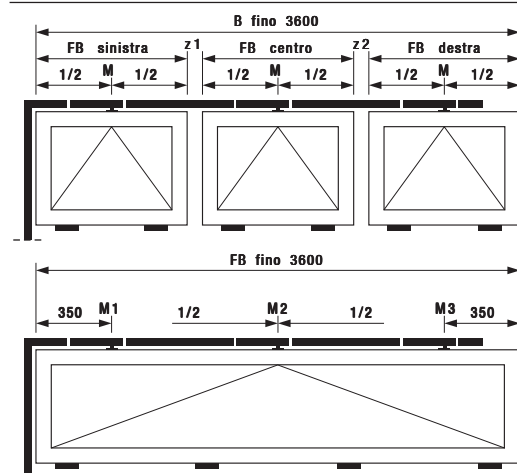 B fino 3600
FB sinistra z1 FB centro z2 FB destra
1/2 M 1/2 1/2 M 1/2 1/2 M 1/2
FB fino 3600
350 M1 1/2 M2 1/2 M3 350